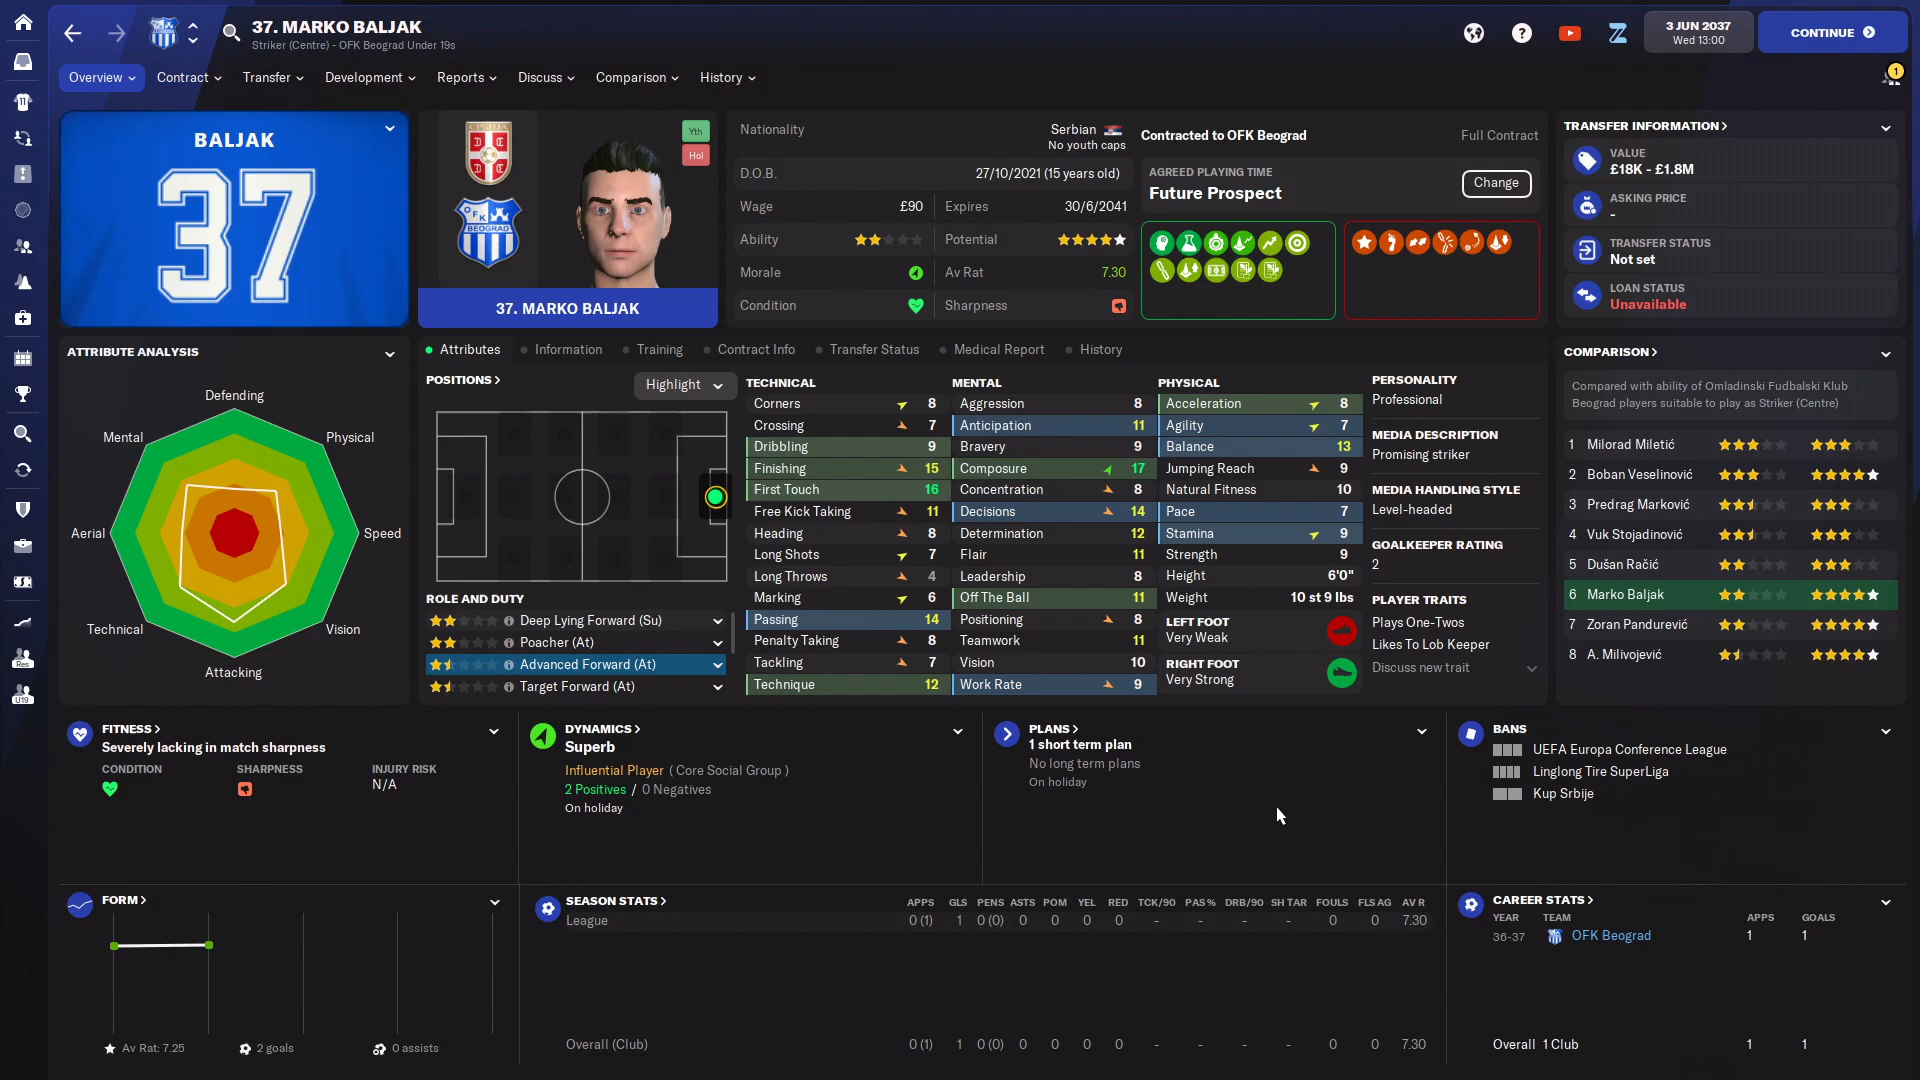 37. MARKO BALJAK
Striker (Centre) - OFK Beograd Under 19s
3 JUN 2037
Wed 13:00
CONTINUE
Overview
Contract
Transfer
Development
Reports
Discuss
Comparison
History
1
BALJAK
37
Yth
Hol
OFK
BEOGRAD
37. MARKO BALJAK
Nationality
Serbian
No youth caps
D.O.B.
27/10/2021 (15 years old)
Wage £90
Expires 30/6/2041
Ability
Potential
Morale
Av Rat 7.30
Condition
Sharpness
Contracted to OFK Beograd
Full Contract
AGREED PLAYING TIME
Future Prospect
Change
TRANSFER INFORMATION
VALUE
£18K - £1.8M
ASKING PRICE
-
TRANSFER STATUS
Not set
LOAN STATUS
Unavailable
ATTRIBUTE ANALYSIS
Defending
Mental
Physical
Aerial
Speed
Technical
Vision
Attacking
Attributes
Information
Training
Contract Info
Transfer Status
Medical Report
History
POSITIONS
Highlight
ROLE AND DUTY
Deep Lying Forward (Su)
Poacher (At)
Advanced Forward (At)
Target Forward (At)
TECHNICAL
Corners 8
Crossing 7
Dribbling 9
Finishing 15
First Touch 16
Free Kick Taking 11
Heading 8
Long Shots 7
Long Throws 4
Marking 6
Passing 14
Penalty Taking 8
Tackling 7
Technique 12
MENTAL
Aggression 8
Anticipation 11
Bravery 9
Composure 17
Concentration 8
Decisions 14
Determination 12
Flair 11
Leadership 8
Off The Ball 11
Positioning 8
Teamwork 11
Vision 10
Work Rate 9
PHYSICAL
Acceleration 8
Agility 7
Balance 13
Jumping Reach 9
Natural Fitness 10
Pace 7
Stamina 9
Strength 9
Height 6'0"
Weight 10 st 9 lbs
LEFT FOOT
Very Weak
RIGHT FOOT
Very Strong
PERSONALITY
Professional
MEDIA DESCRIPTION
Promising striker
MEDIA HANDLING STYLE
Level-headed
GOALKEEPER RATING
2
PLAYER TRAITS
Plays One-Twos
Likes To Lob Keeper
Discuss new trait
COMPARISON
Compared with ability of Omladinski Fudbalski Klub
Beograd players suitable to play as Striker (Centre)
1 Milorad Miletić
2 Boban Veselinović
3 Predrag Marković
4 Vuk Stojadinović
5 Dušan Račić
6 Marko Baljak
7 Zoran Pandurević
8 A. Milivojević
Res
U19
FITNESS
Severely lacking in match sharpness
CONDITION
SHARPNESS
INJURY RISK
N/A
DYNAMICS
Superb
Influential Player ( Core Social Group )
2 Positives / 0 Negatives
On holiday
PLANS
1 short term plan
No long term plans
On holiday
BANS
UEFA Europa Conference League
Linglong Tire SuperLiga
Kup Srbije
FORM
Av Rat: 7.25
2 goals
0 assists
SEASON STATS
APPS GLS PENS ASTS POM YEL RED TCK/90 PAS % DRB/90 SH TAR FOULS FLS AG AV R
League 0 (1) 1 0 (0) 0 0 0 0 - - - - 0 0 7.30
Overall (Club) 0 (1) 1 0 (0) 0 0 0 0 - - - - 0 0 7.30
CAREER STATS
YEAR TEAM APPS GOALS
36-37 OFK Beograd 1 1
Overall 1 Club 1 1